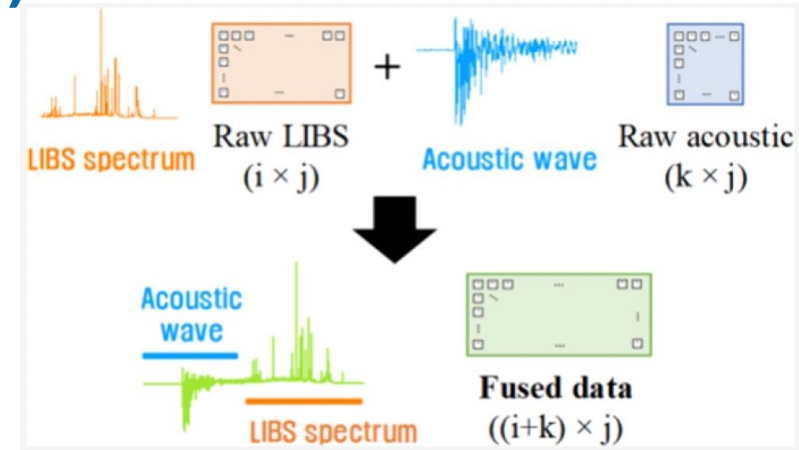 LIBS spectrum
Raw LIBS
(i × j)
+
Acoustic wave
Raw acoustic
(k × j)
Acoustic
wave
LIBS spectrum
Fused data
((i+k) × j)